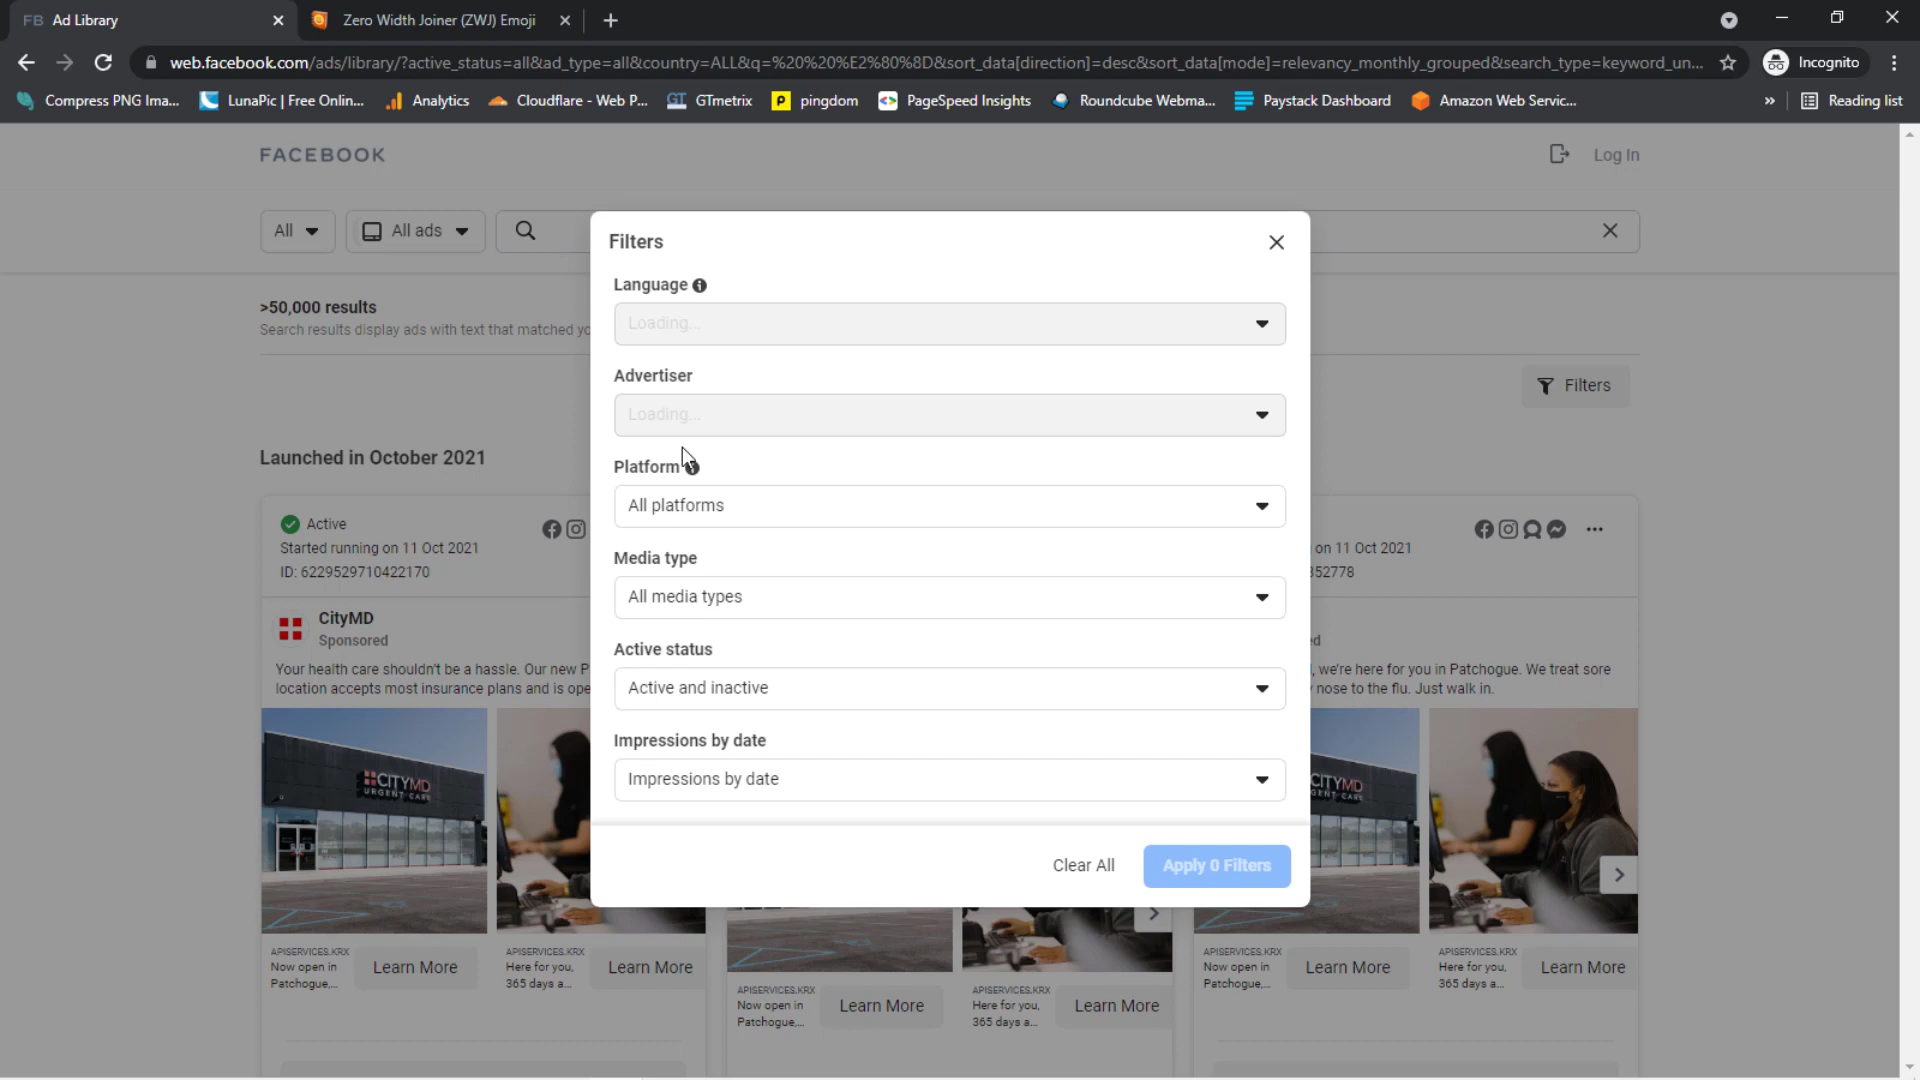 FB Ad Library
Zero Width Joiner (ZWJ) Emoji
web.facebook.com/ads/library/?active_status=all&ad_type=all&country=ALL&q=%20%20%E2%80%8D&sort_data[direction]=desc&sort_data[mode]=relevancy_monthly_grouped&search_type=keyword_un...
Incognito
Compress PNG Ima...
LunaPic | Free Onlin...
Analytics
Cloudflare - Web P...
GTmetrix
pingdom
PageSpeed Insights
Roundcube Webma...
Paystack Dashboard
Amazon Web Servic...
»
Reading list
FACEBOOK
Log In
All
All ads
>50,000 results
Search results display ads with text that matched yo
Filters
Launched in October 2021
Filters
Language
Loading...
Advertiser
Loading...
Platform
All platforms
Media type
All media types
Active status
Active and inactive
Impressions by date
Impressions by date
Clear All
Apply 0 Filters
Active
Started running on 11 Oct 2021
ID: 6229529710422170
CityMD
Sponsored
Your health care shouldn't be a hassle. Our new P
location accepts most insurance plans and is ope
CITYMD
URGENT CARE
APISERVICES.KRX
Now open in
Patchogue,...
Learn More
APISERVICES.KRX
Here for you,
365 days a...
Learn More
APISERVICES.KRX
Now open in
Patchogue,...
Learn More
APISERVICES.KRX
Here for you,
365 days a...
Learn More
on 11 Oct 2021
352778
ed
, we're here for you in Patchogue. We treat sore
nose to the flu. Just walk in.
CITYMD
GENT CARE
APISERVICES.KRX
Now open in
Patchogue,...
Learn More
APISERVICES.KRX
Here for you,
365 days a...
Learn More